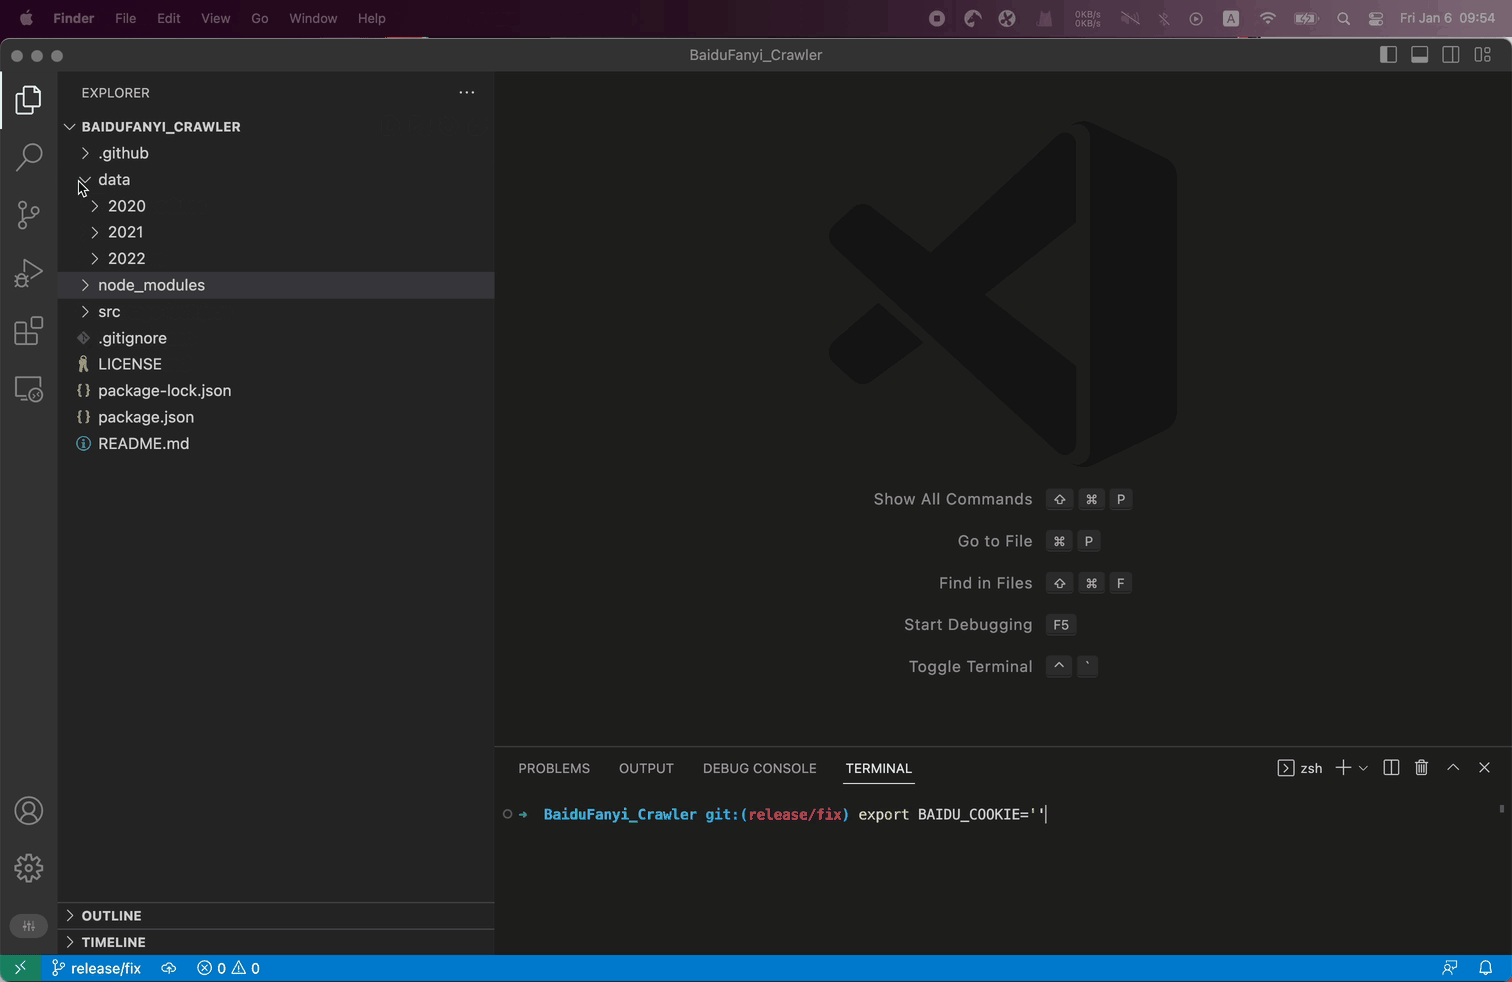 Finder File Edit View Go Window Help 0KB/s 0KB/s A Fri Jan 6 09:54
BaiduFanyi_Crawler
EXPLORER
BAIDUFANYI_CRAWLER
.github
data
2020
2021
2022
node_modules
src
.gitignore
LICENSE
{} package-lock.json
{} package.json
README.md
Show All Commands ⇧ ⌘ P
Go to File ⌘ P
Find in Files ⇧ ⌘ F
Start Debugging F5
Toggle Terminal ^ `
PROBLEMS OUTPUT DEBUG CONSOLE TERMINAL zsh
➜ BaiduFanyi_Crawler git:(release/fix) export BAIDU_COOKIE=''
OUTLINE
TIMELINE
release/fix 0 0